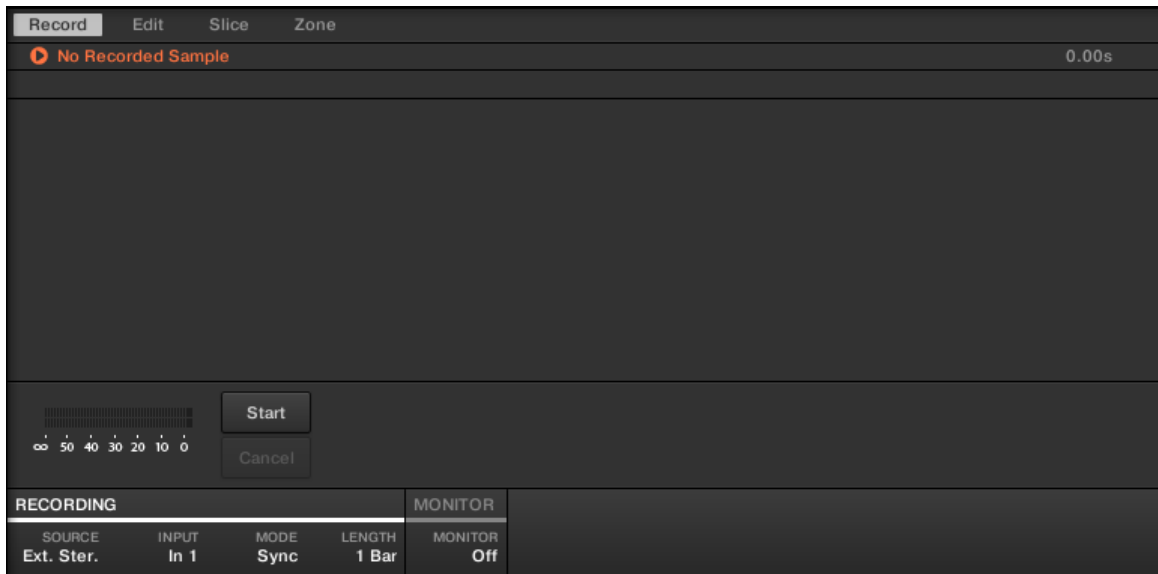 Record Edit Slice Zone
No Recorded Sample 0.00s
Start
∞ 50 40 30 20 10 0
Cancel
RECORDING MONITOR
SOURCE INPUT MODE LENGTH MONITOR
Ext. Ster. In 1 Sync 1 Bar Off